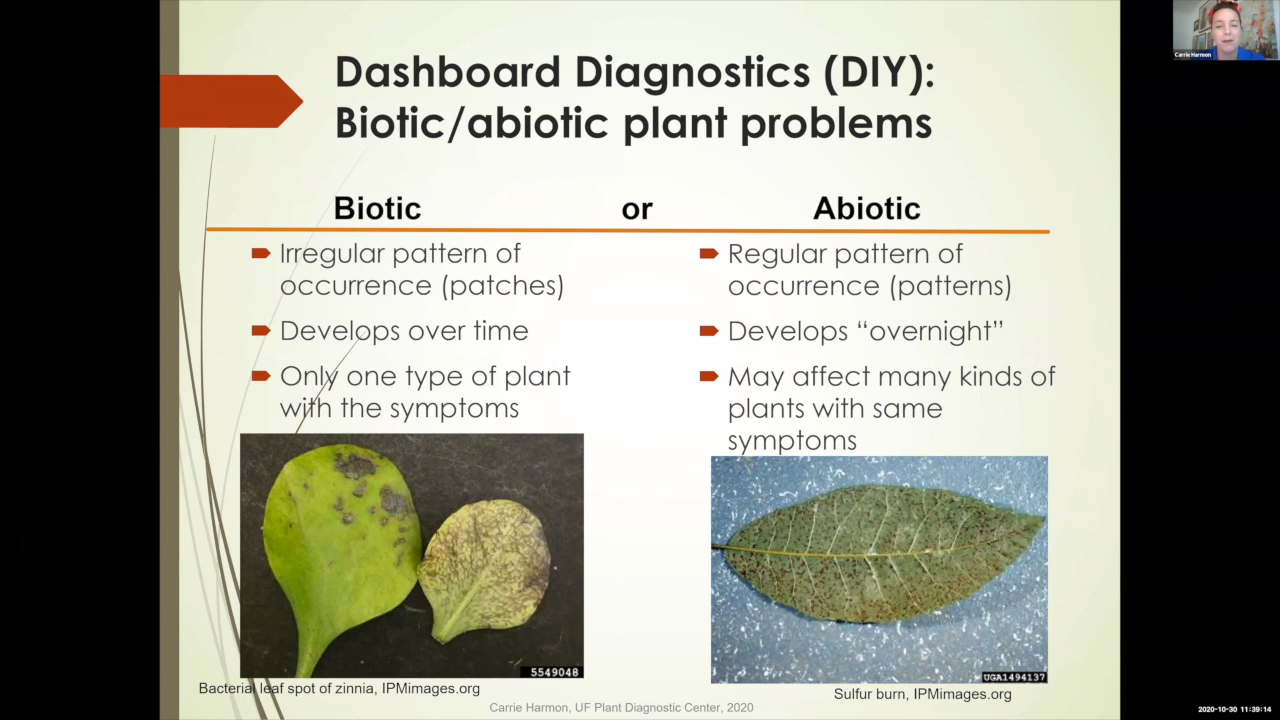 Carrie Harmon
Dashboard Diagnostics (DIY):
Biotic/abiotic plant problems
Biotic or Abiotic
Irregular pattern of
occurrence (patches)
Develops over time
Only one type of plant
with the symptoms
Regular pattern of
occurrence (patterns)
Develops “overnight”
May affect many kinds of
plants with same
symptoms
5549048
UGA1494137
Bacterial leaf spot of zinnia, IPMimages.org
Sulfur burn, IPMimages.org
Carrie Harmon, UF Plant Diagnostic Center, 2020
2020-10-30 11:39:14